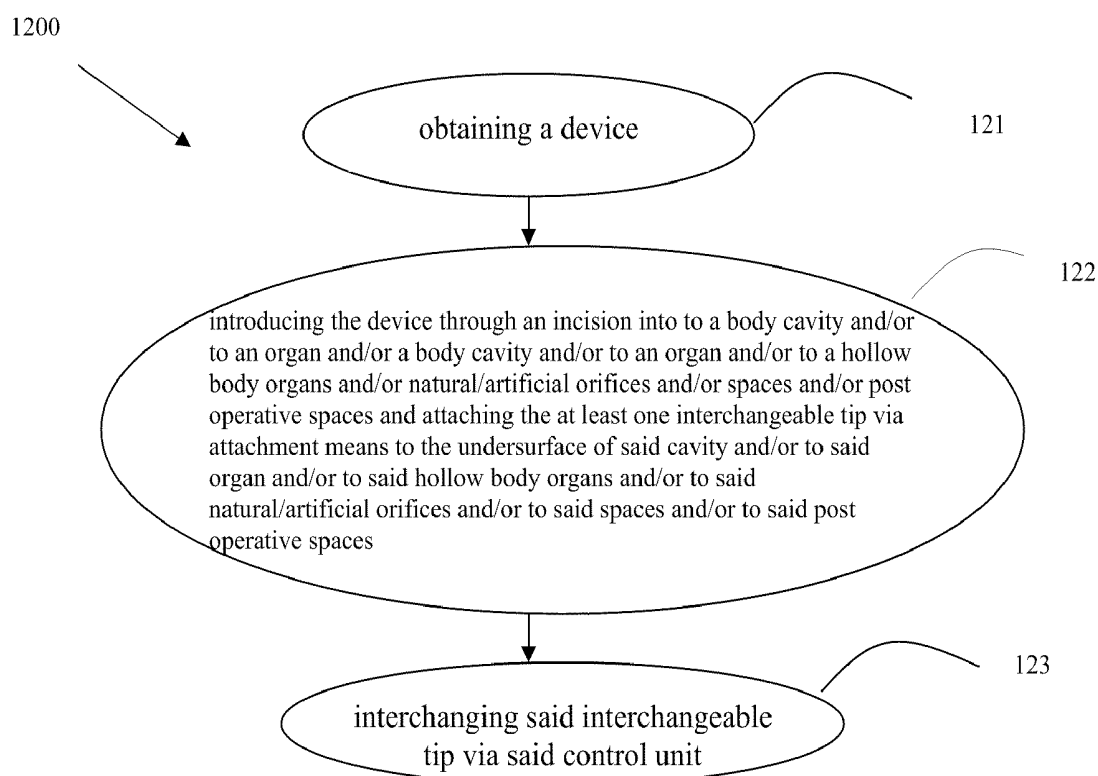 1200
obtaining a device
121
122
introducing the device through an incision into to a body cavity and/or
to an organ and/or a body cavity and/or to an organ and/or to a hollow
body organs and/or natural/artificial orifices and/or spaces and/or post
operative spaces and attaching the at least one interchangeable tip via
attachment means to the undersurface of said cavity and/or to said
organ and/or to said hollow body organs and/or to said
natural/artificial orifices and/or to said spaces and/or to said post
operative spaces
123
interchanging said interchangeable
tip via said control unit